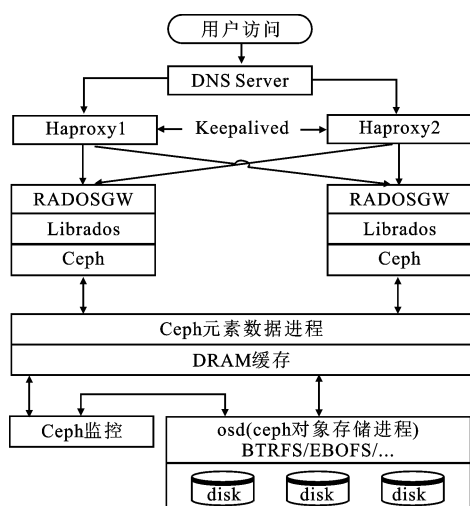 用户访问
DNS Server
Haproxy1
Keepalived
Haproxy2
RADOSGW
RADOSGW
Librados
Librados
Ceph
Ceph
Ceph元素数据进程
DRAM缓存
Ceph监控
osd(ceph对象存储进程)
BTRFS/EBOFS/...
disk
disk
disk